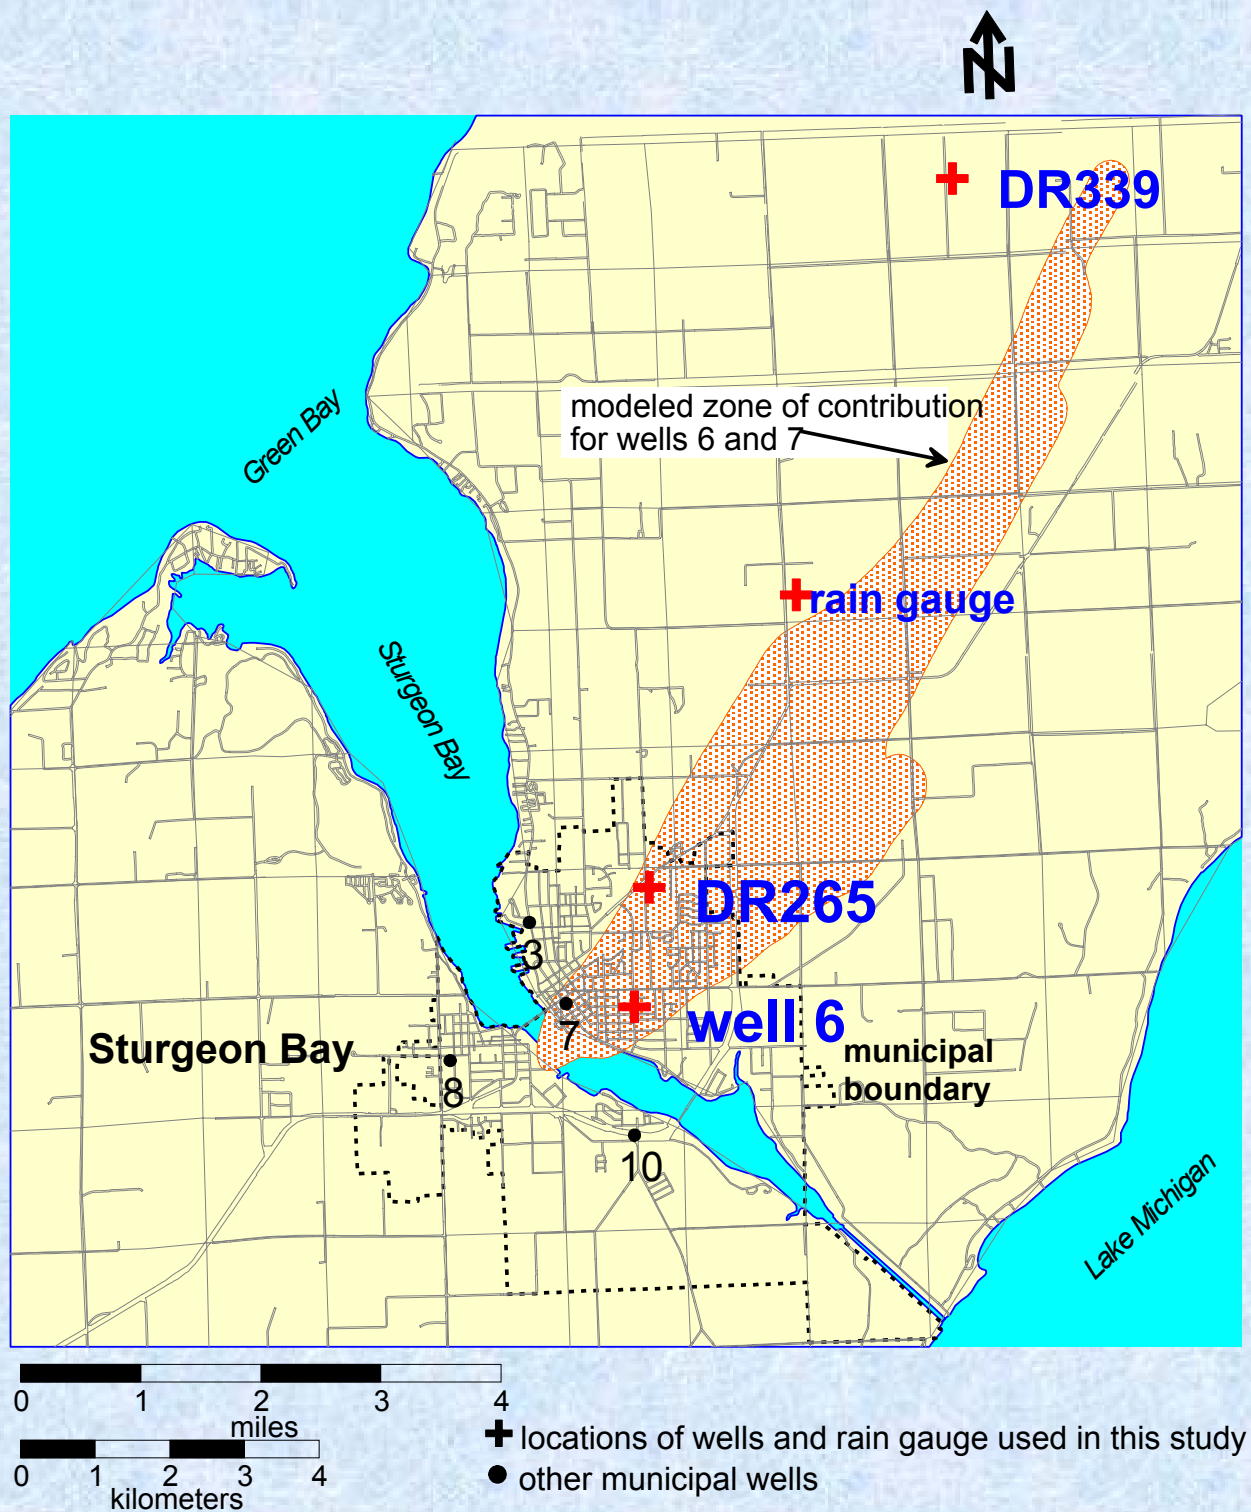 N
DR339
modeled zone of contribution
for wells 6 and 7
Green Bay
rain gauge
Sturgeon Bay
DR265
3
7
well 6
Sturgeon Bay
municipal
boundary
8
10
Lake Michigan
0 1 2 3 4
miles
0 1 2 3 4
kilometers
locations of wells and rain gauge used in this study
other municipal wells